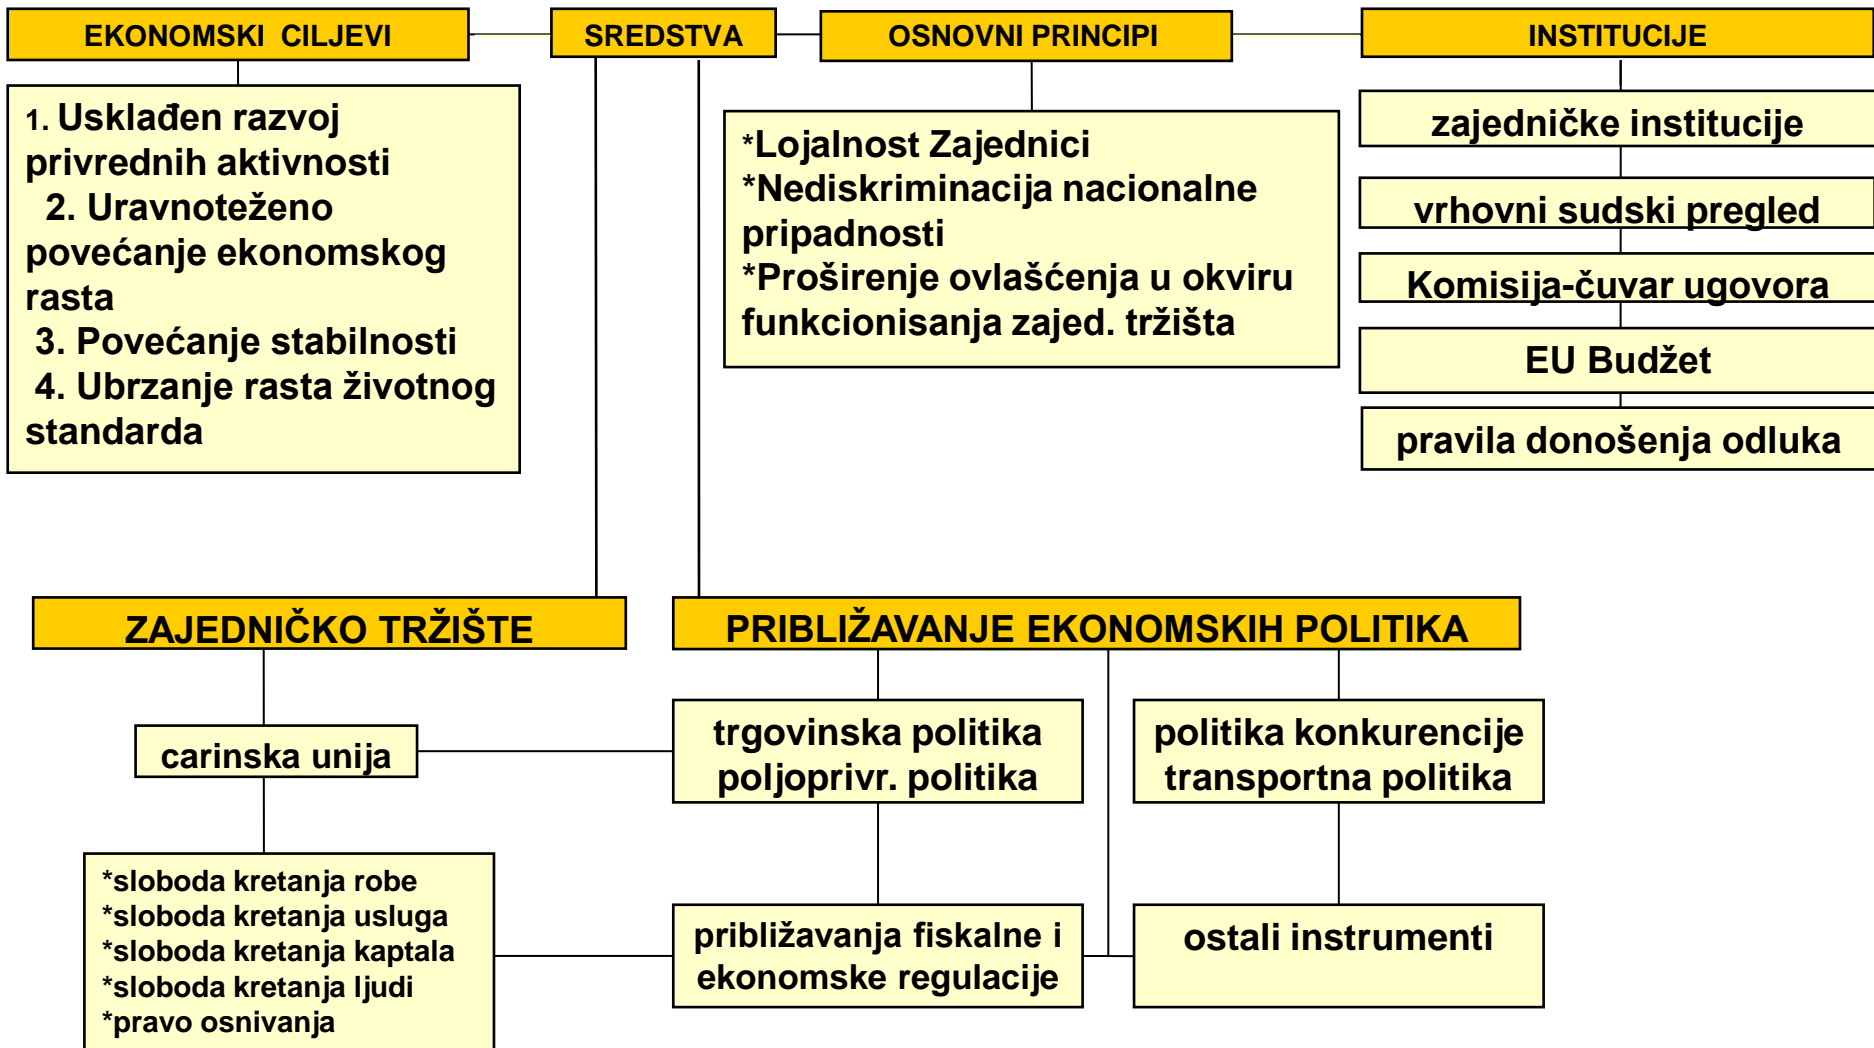 EKONOMSKI CILJEVI
SREDSTVA
OSNOVNI PRINCIPI
INSTITUCIJE
1. Usklađen razvoj
privrednih aktivnosti
2. Uravnoteženo
povećanje ekonomskog
rasta
3. Povećanje stabilnosti
4. Ubrzanje rasta životnog
standarda
*Lojalnost Zajednici
*Nediskriminacija nacionalne
pripadnosti
*Proširenje ovlašćenja u okviru
funkcionisanja zajed. tržišta
zajedničke institucije
vrhovni sudski pregled
Komisija-čuvar ugovora
EU Budžet
pravila donošenja odluka
ZAJEDNIČKO TRŽIŠTE
PRIBLIŽAVANJE EKONOMSKIH POLITIKA
carinska unija
trgovinska politika
poljoprivr. politika
politika konkurencije
transportna politika
*sloboda kretanja robe
*sloboda kretanja usluga
*sloboda kretanja kaptala
*sloboda kretanja ljudi
*pravo osnivanja
približavanja fiskalne i
ekonomske regulacije
ostali instrumenti